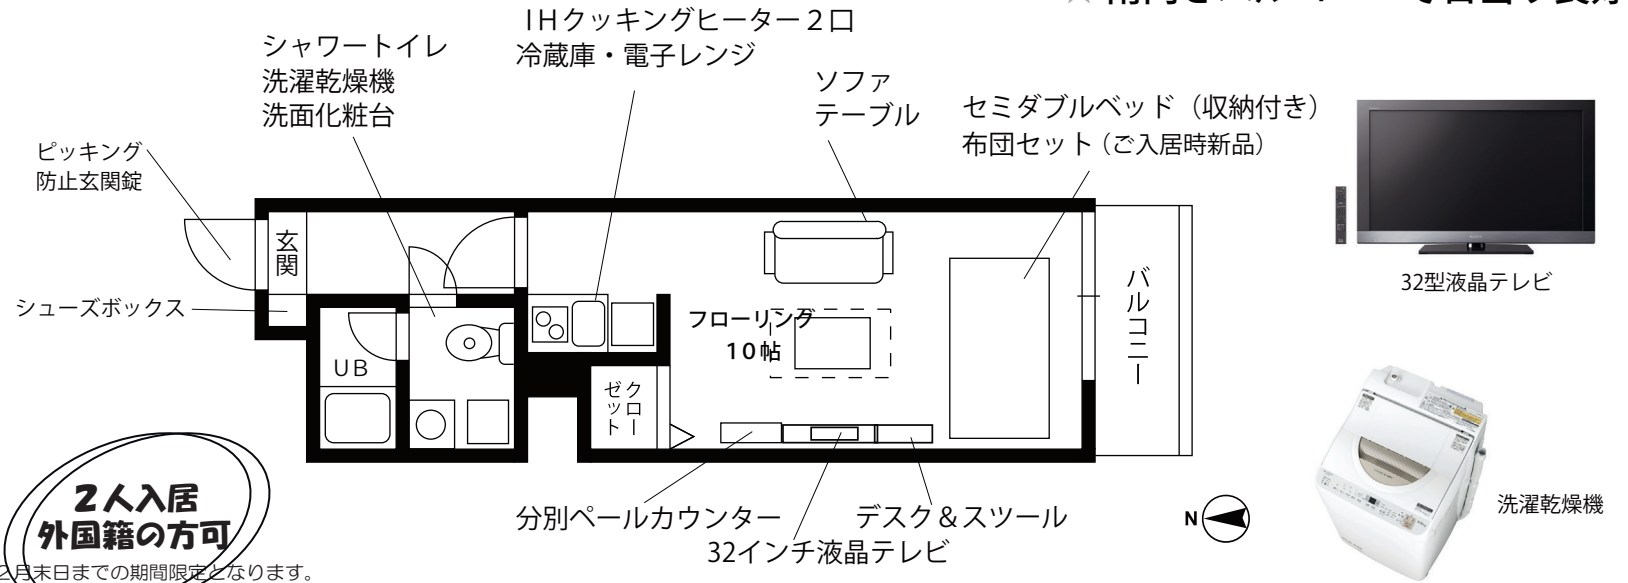 IHクッキングヒーター2口
冷蔵庫・電子レンジ
シャワートイレ
洗濯乾燥機
洗面化粧台
ソファ
テーブル
セミダブルベッド（収納付き）
布団セット（ご入居時新品）
ピッキング
防止玄関錠
玄関
シューズボックス
UB
フローリング
10帖
クローゼット
バルコニー
32型液晶テレビ
分別ペールカウンター
デスク＆スツール
32インチ液晶テレビ
N
洗濯乾燥機
2人入居
外国籍の方可
2月末日までの期間限定となります。